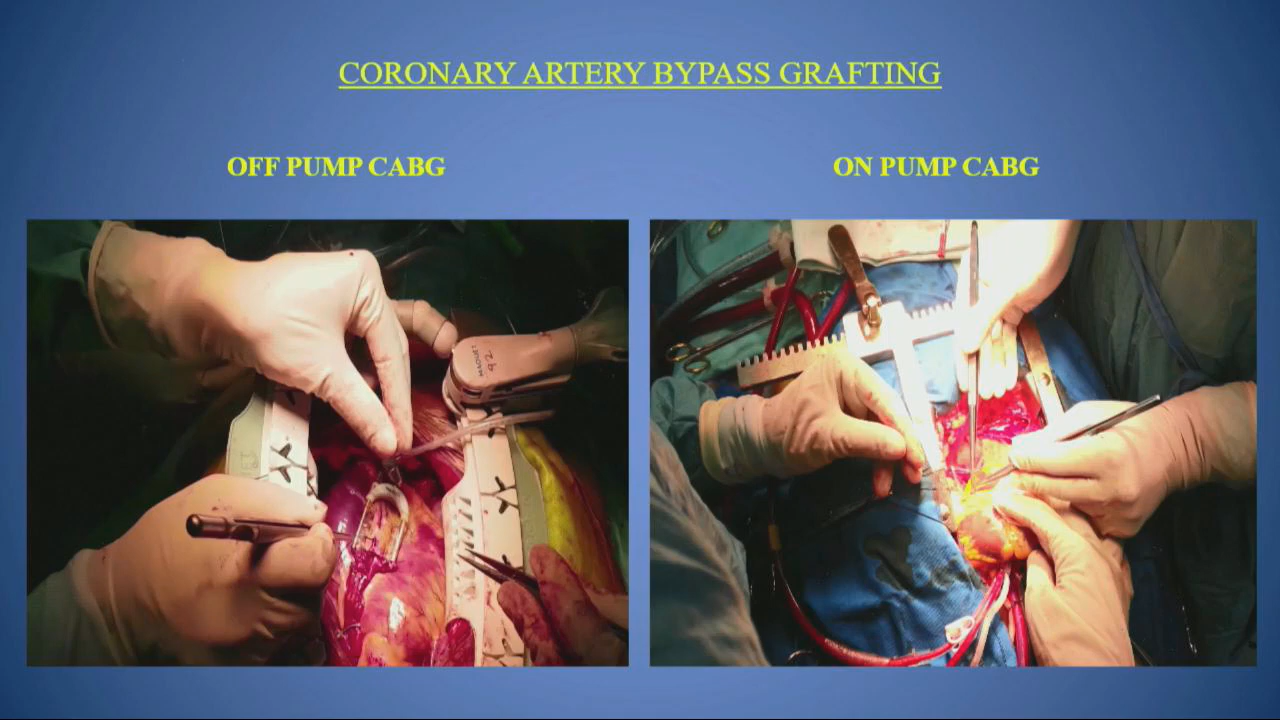 CORONARY ARTERY BYPASS GRAFTING
OFF PUMP CABG
ON PUMP CABG